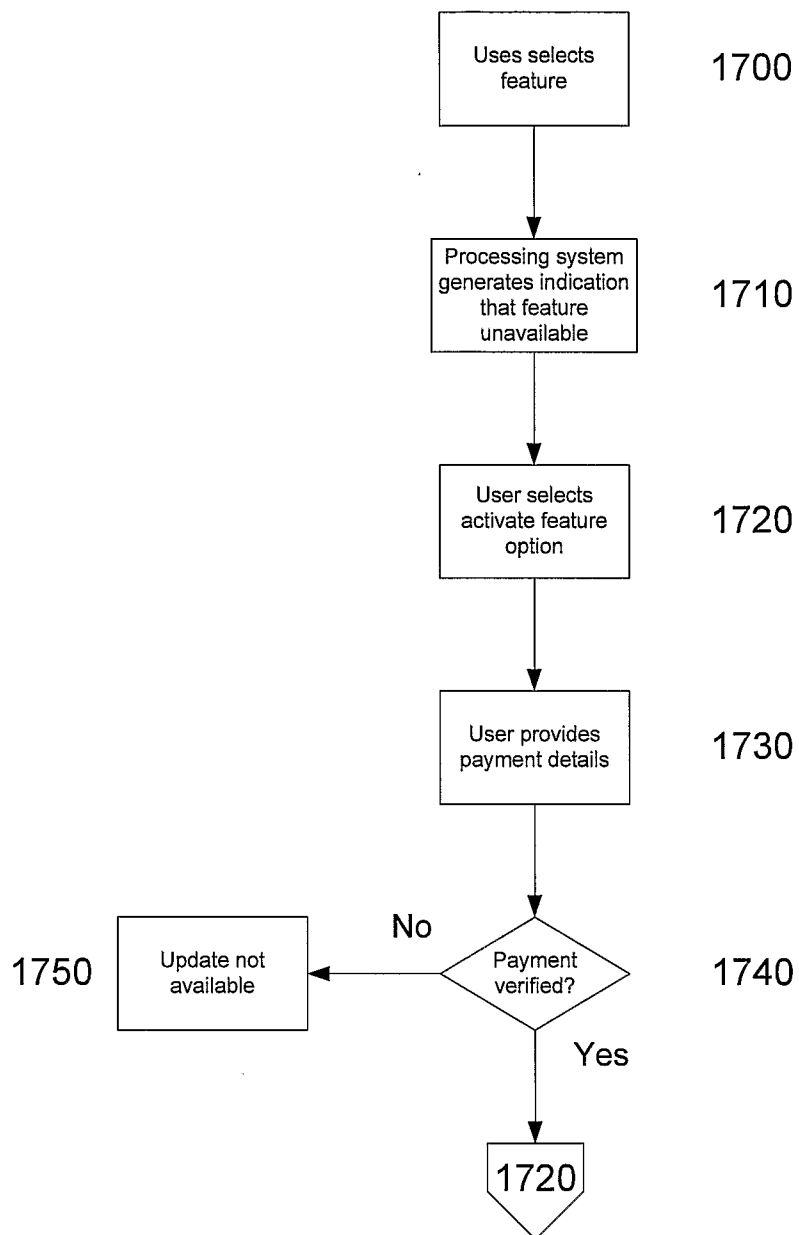 Uses selects
feature
1700
Processing system
generates indication
that feature
unavailable
1710
User selects
activate feature
option
1720
User provides
payment details
1730
No
1750
Update not
available
Payment
verified?
1740
Yes
1720